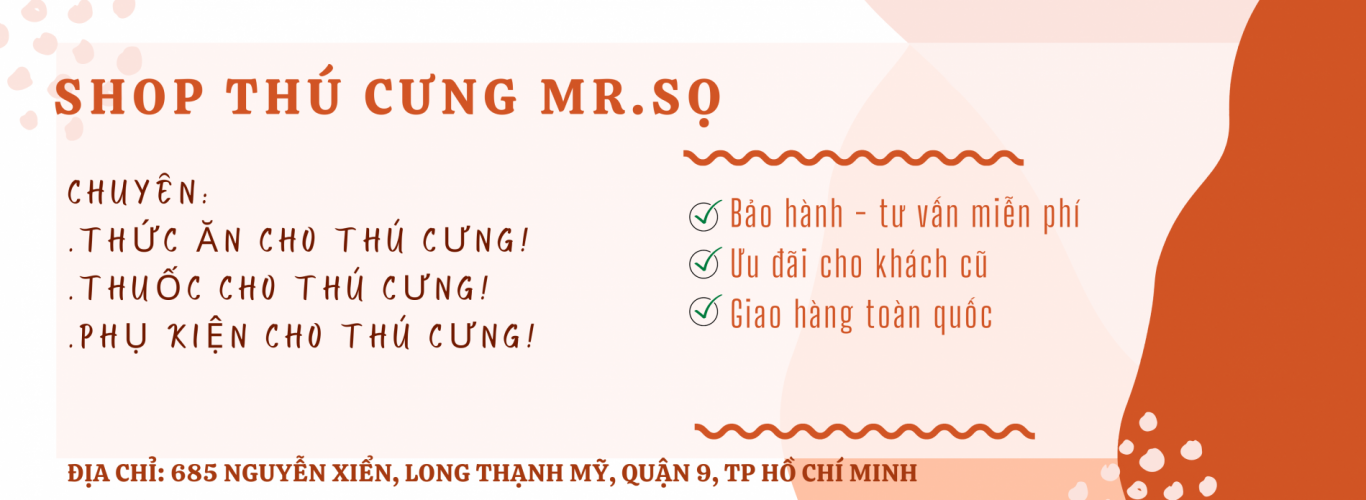 SHOP THÚ CƯNG MR.SỌ
CHUYÊN:
.THỨC ĂN CHO THÚ CƯNG!
.THUỐC CHO THÚ CƯNG!
.PHỤ KIỆN CHO THÚ CƯNG!
Bảo hành - tư vấn miễn phí
Ưu đãi cho khách cũ
Giao hàng toàn quốc
ĐỊA CHỈ: 685 NGUYỄN XIỂN, LONG THẠNH MỸ, QUẬN 9, TP HỒ CHÍ MINH